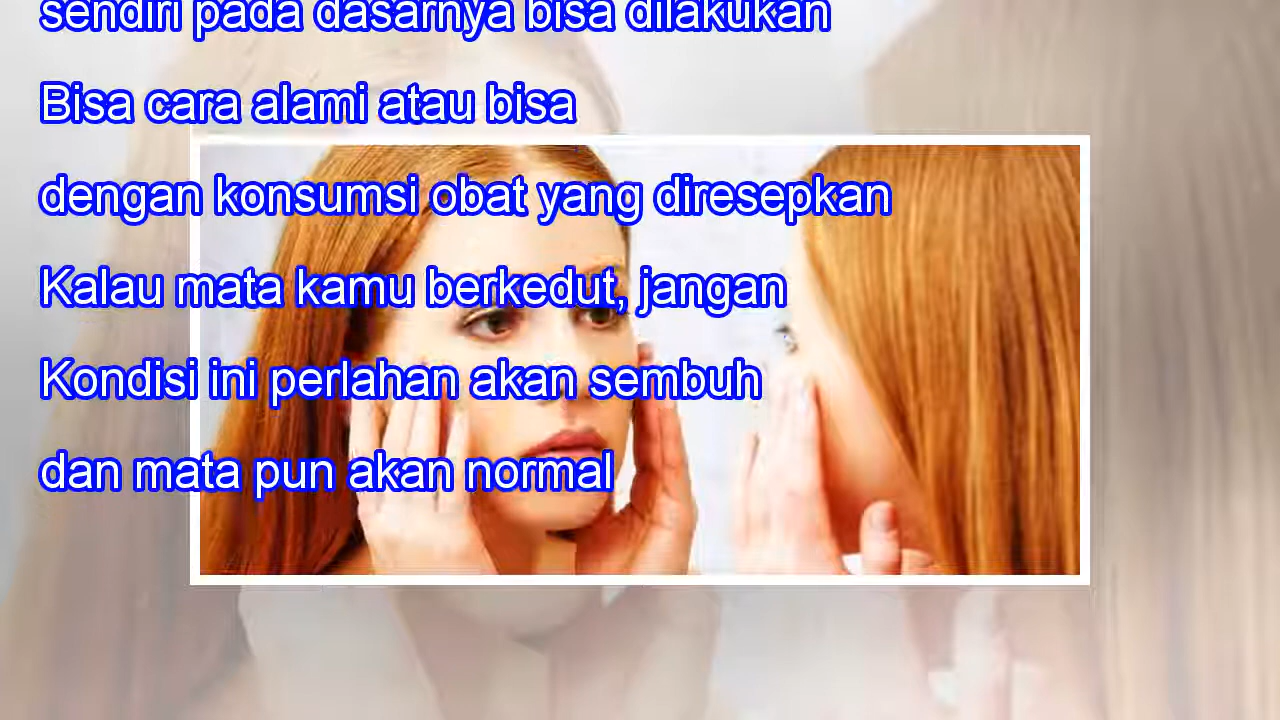 sendiri pada dasarnya bisa dilakukan
Bisa cara alami atau bisa
dengan konsumsi obat yang diresepkan
Kalau mata kamu berkedut, jangan
Kondisi ini perlahan akan sembuh
dan mata pun akan normal